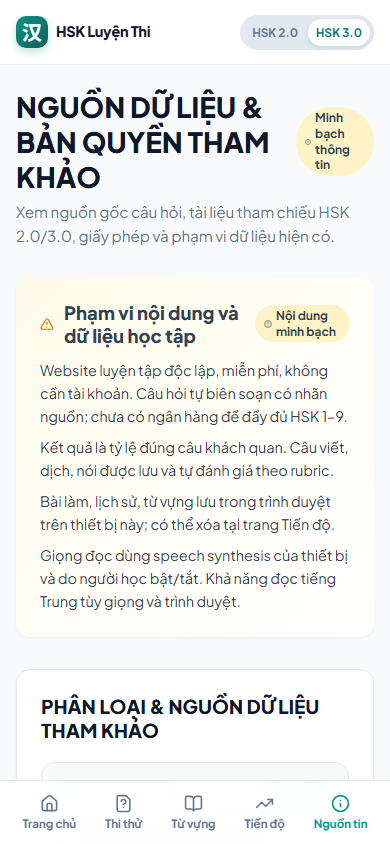 汉 HSK Luyện Thi
HSK 2.0 HSK 3.0
NGUỒN DỮ LIỆU &
BẢN QUYỀN THAM
KHẢO
Minh
bạch
thông
tin
Xem nguồn gốc câu hỏi, tài liệu tham chiếu HSK
2.0/3.0, giấy phép và phạm vi dữ liệu hiện có.
Phạm vi nội dung và
dữ liệu học tập
Nội dung
minh bạch
Website luyện tập độc lập, miễn phí, không
cần tài khoản. Câu hỏi tự biên soạn có nhãn
nguồn; chưa có ngân hàng đề đầy đủ HSK 1–9.
Kết quả là tỷ lệ đúng câu khách quan. Câu viết,
dịch, nói được lưu và tự đánh giá theo rubric.
Bài làm, lịch sử, từ vựng lưu trong trình duyệt
trên thiết bị này; có thể xóa tại trang Tiến độ.
Giọng đọc dùng speech synthesis của thiết bị
và do người học bật/tắt. Khả năng đọc tiếng
Trung tùy giọng và trình duyệt.
PHÂN LOẠI & NGUỒN DỮ LIỆU
THAM KHẢO
Trang chủ Thi thử Từ vựng Tiến độ Nguồn tin